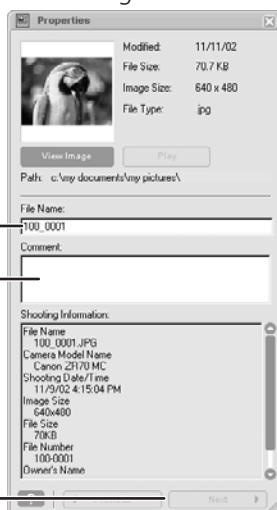 Properties
Modified: 11/11/02
File Size: 70.7 KB
Image Size: 640 x 480
File Type: .jpg
View Image Play
Path: c:\my documents\my pictures\
File Name:
100_0001
Comment:
Shooting Information:
File Name
100_0001.JPG
Camera Model Name
Canon ZR70 MC
Shooting Date/Time
11/9/02 4:15:04 PM
Image Size
640x480
File Size
70KB
File Number
100-0001
Owner's Name
Next